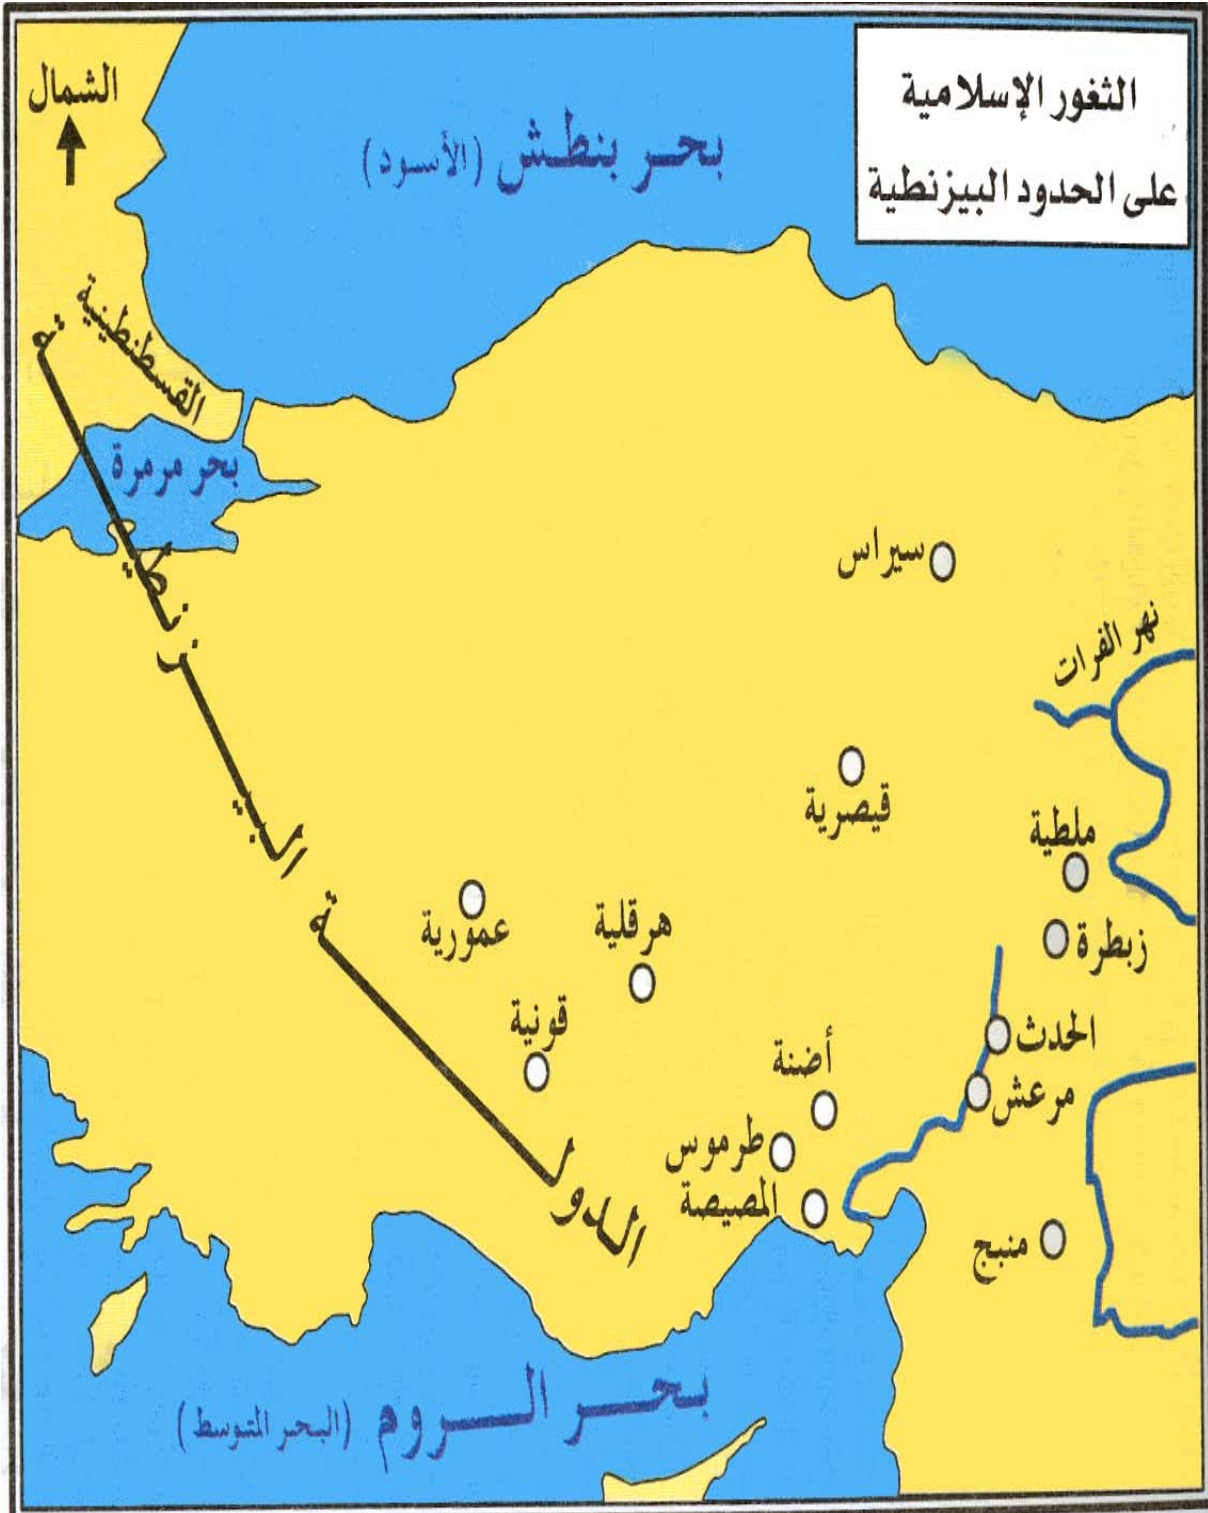 الثغور الإسلامية
على الحدود البيزنطية
الشمال
بحر بنطش (الأسود)
القسطنطينية
بحر مرمرة
سيراس
نهر الفرات
قيصرية
ملطية
زبطرة
عمورية
هرقلية
قونية
الحدث
أضنة
مرعش
طرموس
المصيصة
منبج
الدولة البيزنطية
بحر الروم (البحر المتوسط)